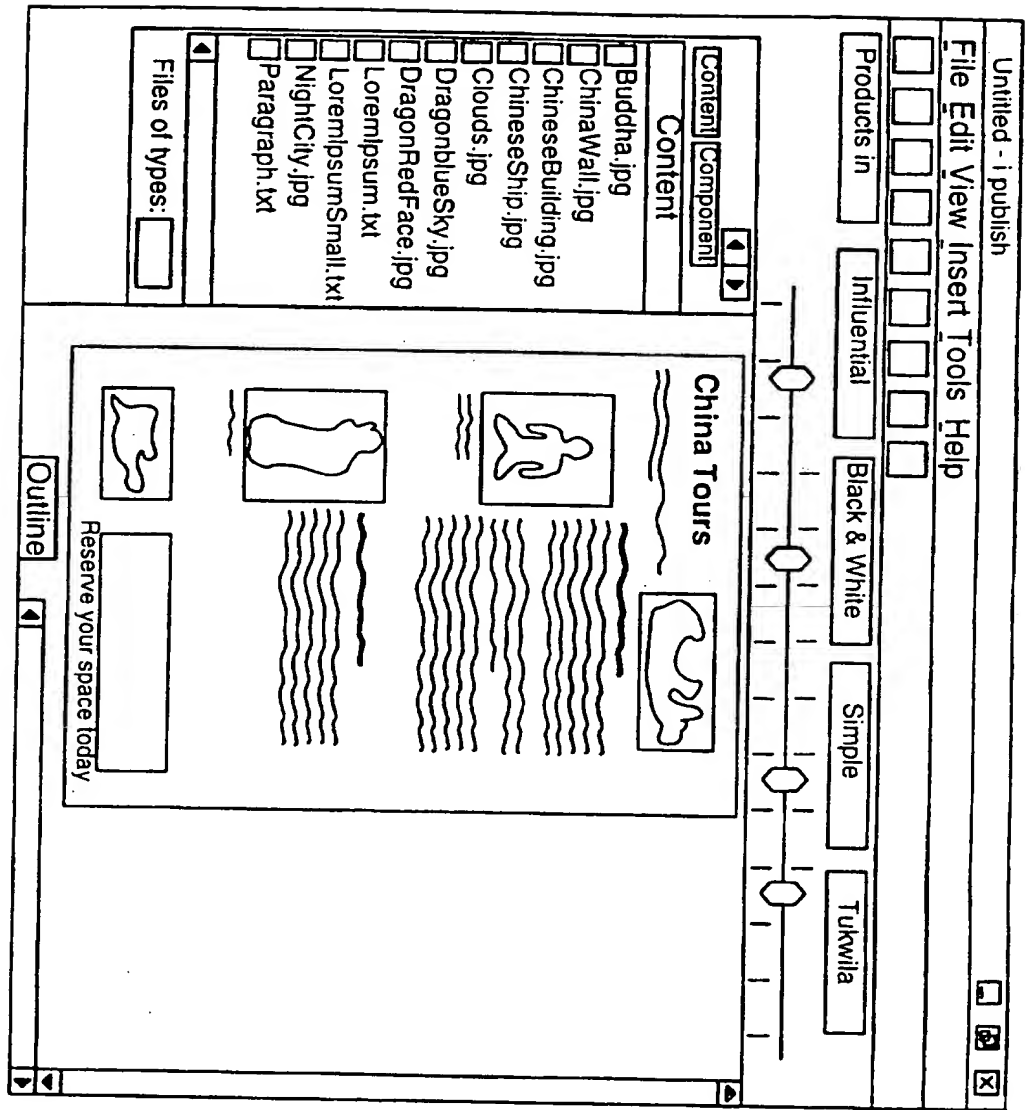 Untitled - i publish
File Edit View Insert Tools Help
Products in
Influential
Black & White
Simple
Tukwila
Content
Component
Content
Buddha.jpg
ChinaWall.jpg
ChineseBuilding.jpg
ChineseShip.jpg
Clouds.jpg
DragonblueSky.jpg
DragonRedFace.jpg
LoremIpsum.txt
LoremIpsumSmall.txt
NightCity.jpg
Paragraph.txt
Files of types:
China Tours
Reserve your space today
Outline